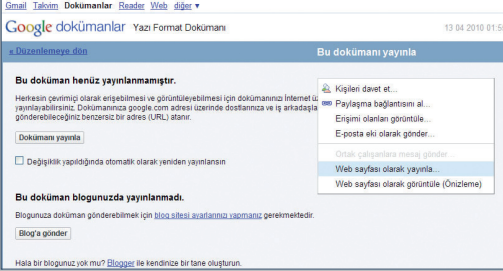 Gmail Takvim Dokümanlar Reader Web diğer ▼
Google dokümanlar Yazı Format Dokümanı 13 04 2010 01:5
« Düzenlemeye dön Bu dokümanı yayınla
Bu doküman henüz yayınlanmamıştır.
Herkesin çevrimiçi olarak erişebilmesi ve görüntüleyebilmesi için dokümanınızı İnternet üz
yayınlayabilirsiniz. Dokümanınıza google.com adresi üzerinde dostlarınıza ve iş arkadaşla
gönderebileceğiniz benzersiz bir adres (URL) atanır.
Dokümanı yayınla
Değişiklik yapıldığında otomatik olarak yeniden yayınlansın
Bu doküman blogunuzda yayınlanmadı.
Blogunuza doküman gönderebilmek için blog sitesi ayarlarınızı yapmanız gerekmektedir.
Blog'a gönder
Hala bir blogunuz yok mu? Blogger ile kendinize bir tane oluşturun.
Kişileri davet et...
Paylaşma bağlantısını al...
Erişimi olanları görüntüle...
E-posta eki olarak gönder...
Ortak çalışanlara mesaj gönder...
Web sayfası olarak yayınla...
Web sayfası olarak görüntüle (Önizleme)